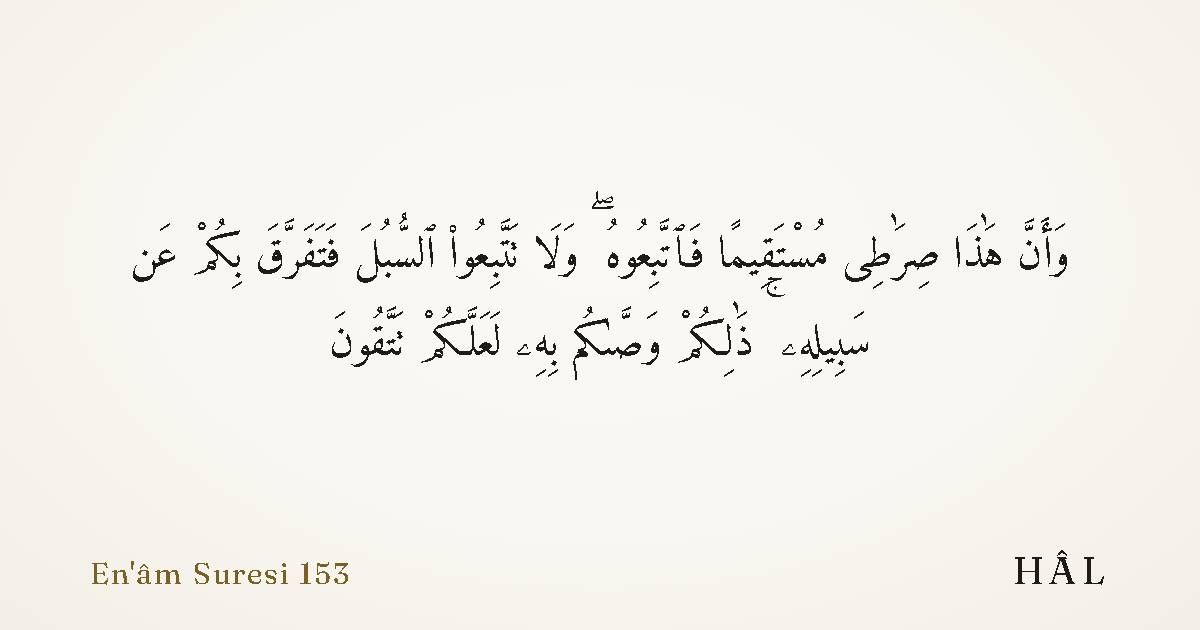 وَأَنَّ هَٰذَا صِرَٰطِى مُسْتَقِيمًا فَٱتَّبِعُوهُ ۖ وَلَا تَتَّبِعُوا۟ ٱلسُّبُلَ فَتَفَرَّقَ بِكُمْ عَن
سَبِيلِهِۦ ۚ ذَٰلِكُمْ وَصَّىٰكُم بِهِۦ لَعَلَّكُمْ تَتَّقُونَ
En'âm Suresi 153
HÂL